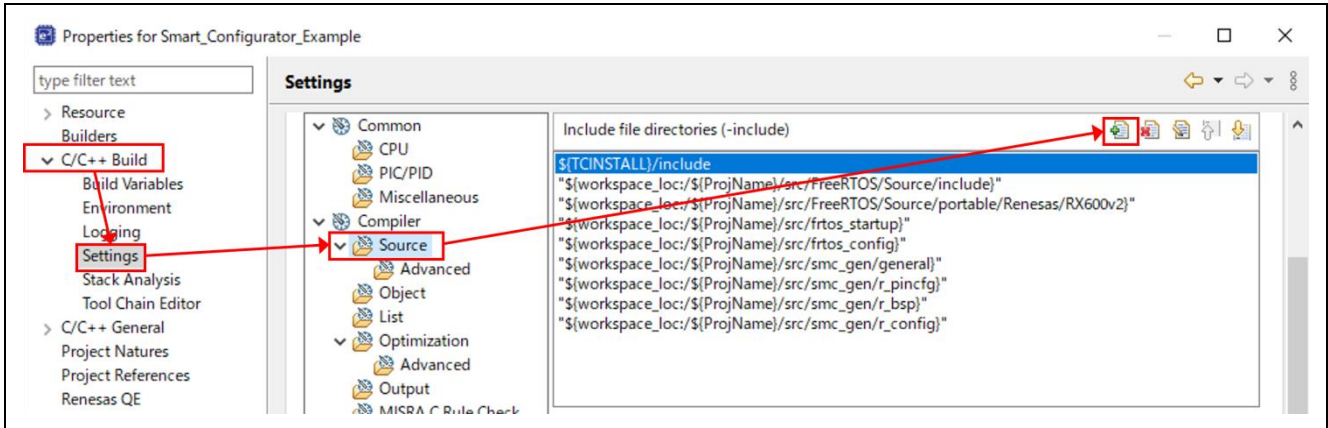 Properties for Smart_Configurator_Example
type filter text
Resource
Builders
C/C++ Build
Build Variables
Environment
Logging
Settings
Stack Analysis
Tool Chain Editor
C/C++ General
Project Natures
Project References
Renesas QE
Settings
Common
CPU
PIC/PID
Miscellaneous
Compiler
Source
Advanced
Object
List
Optimization
Advanced
Output
MISRA C Rule Check
Include file directories (-include)
${TCINSTALL}/include
"${workspace_loc:/${ProjName}/src/FreeRTOS/Source/include}"
"${workspace_loc:/${ProjName}/src/FreeRTOS/Source/portable/Renesas/RX600v2}"
"${workspace_loc:/${ProjName}/src/frtos_startup}"
"${workspace_loc:/${ProjName}/src/frtos_config}"
"${workspace_loc:/${ProjName}/src/smc_gen/general}"
"${workspace_loc:/${ProjName}/src/smc_gen/r_pincfg}"
"${workspace_loc:/${ProjName}/src/smc_gen/r_bsp}"
"${workspace_loc:/${ProjName}/src/smc_gen/r_config}"